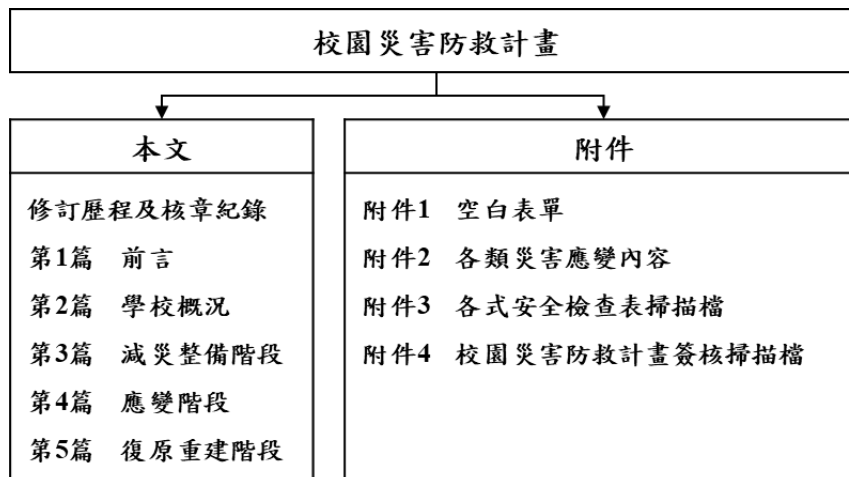 校園災害防救計畫
本文
修訂歷程及核章紀錄
第1篇 前言
第2篇 學校概況
第3篇 減災整備階段
第4篇 應變階段
第5篇 復原重建階段
附件
附件1 空白表單
附件2 各類災害應變內容
附件3 各式安全檢查表掃描檔
附件4 校園災害防救計畫簽核掃描檔